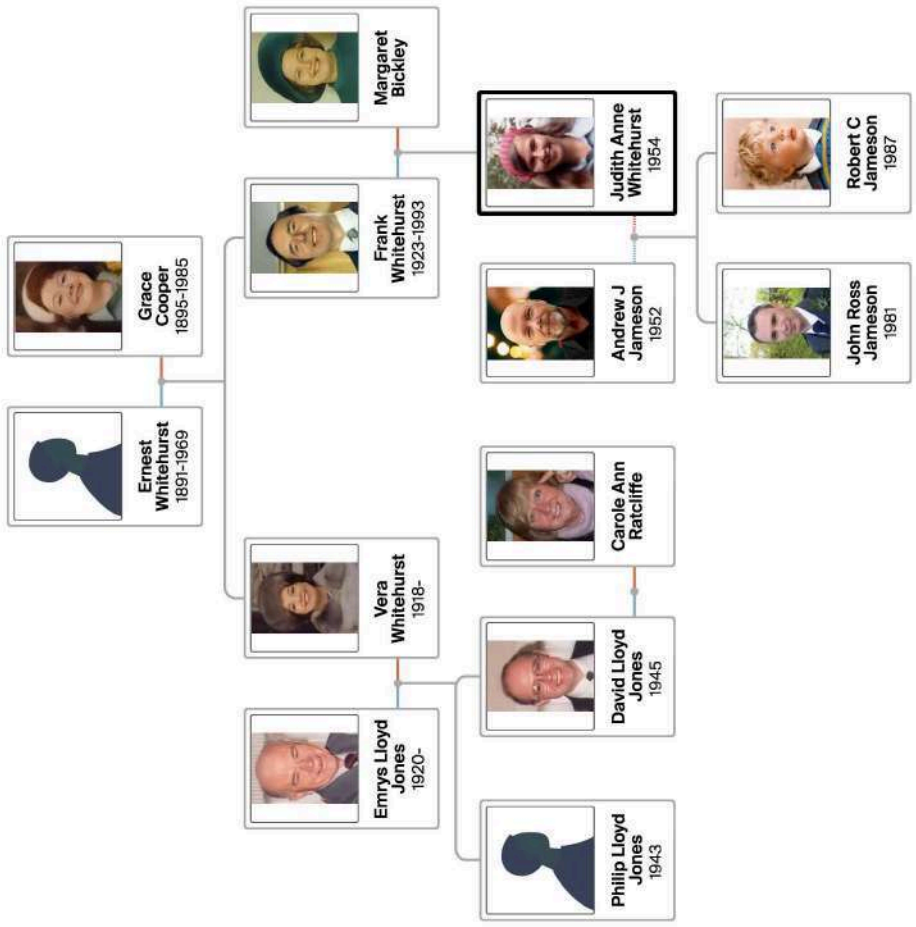 Ernest
Whitehurst
1891-1969
Grace
Cooper
1895-1985
Emrys Lloyd
Jones
1920-
Vera
Whitehurst
1918-
Frank
Whitehurst
1923-1993
Margaret
Bickley
Philip Lloyd
Jones
1943
David Lloyd
Jones
1945
Carole Ann
Ratcliffe
Andrew J
Jameson
1952
Judith Anne
Whitehurst
1954
John Ross
Jameson
1981
Robert C
Jameson
1987